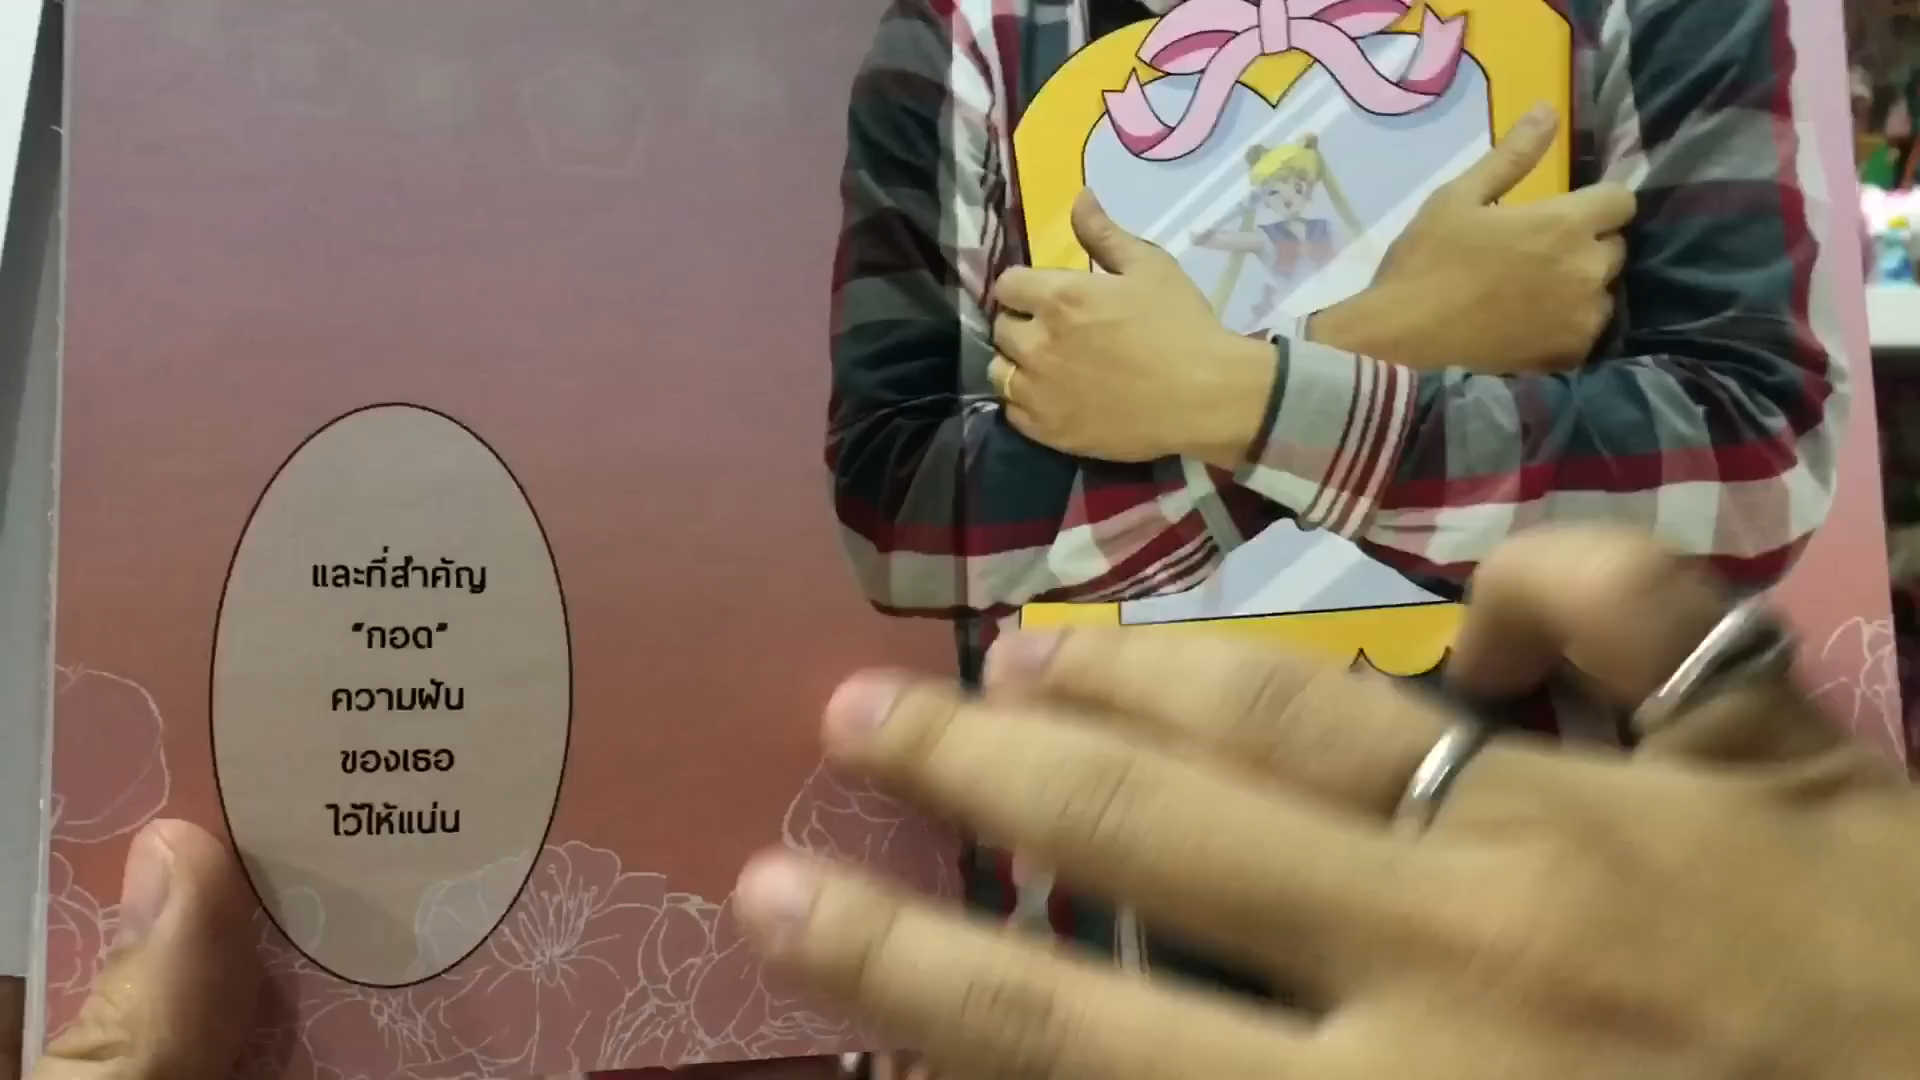 และที่สำคัญ
“กอด”
ความฝัน
ของเธอ
ไว้ให้แน่น